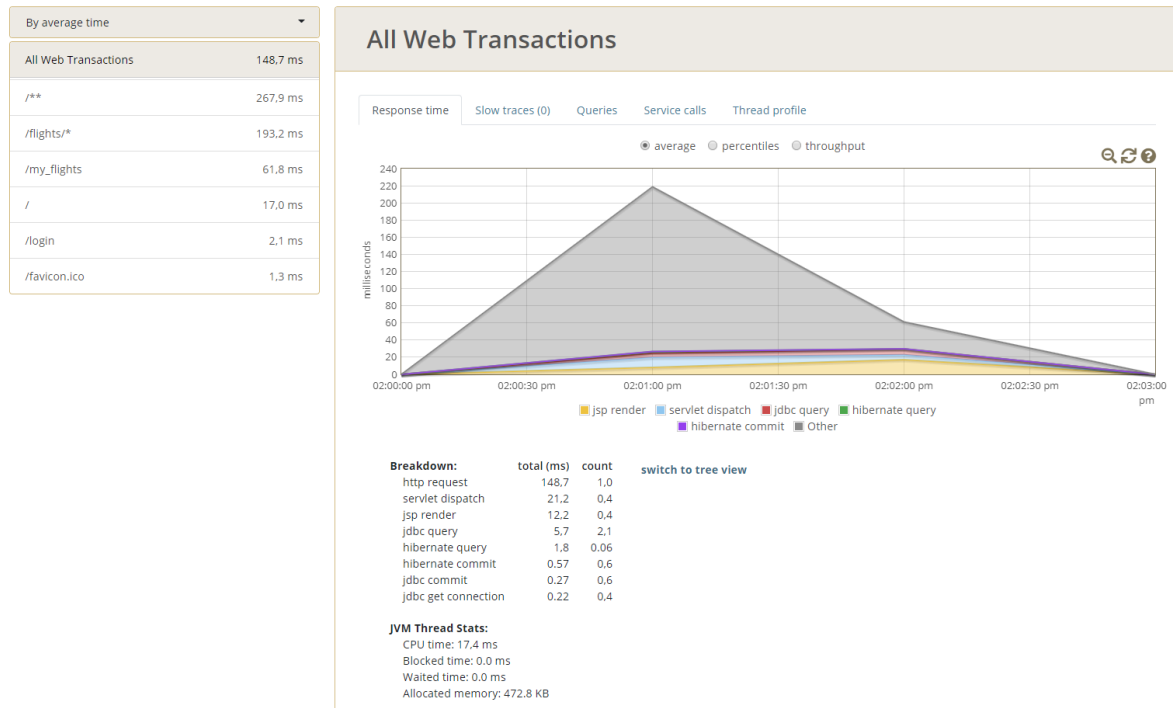 By average time
All Web Transactions 148,7 ms
/** 267,9 ms
/flights/* 193,2 ms
/my_flights 61,8 ms
/ 17,0 ms
/login 2,1 ms
/favicon.ico 1,3 ms
All Web Transactions
Response time Slow traces (0) Queries Service calls Thread profile
average percentiles throughput
240
220
200
180
160
140
120
100
80
60
40
20
0
milliseconds
02:00:00 pm 02:00:30 pm 02:01:00 pm 02:01:30 pm 02:02:00 pm 02:02:30 pm 02:03:00 pm
jsp render servlet dispatch jdbc query hibernate query
hibernate commit Other
Breakdown: total (ms) count switch to tree view
http request 148,7 1,0
servlet dispatch 21,2 0,4
jsp render 12,2 0,4
jdbc query 5,7 2,1
hibernate query 1,8 0.06
hibernate commit 0.57 0,6
jdbc commit 0.27 0,6
jdbc get connection 0.22 0,4
JVM Thread Stats:
CPU time: 17,4 ms
Blocked time: 0.0 ms
Waited time: 0.0 ms
Allocated memory: 472.8 KB